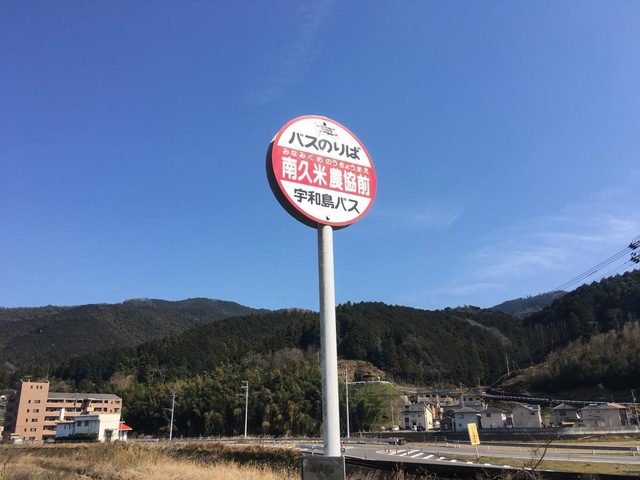 バスのりば
みなみくめのうきょうまえ
南久米農協前
宇和島バス